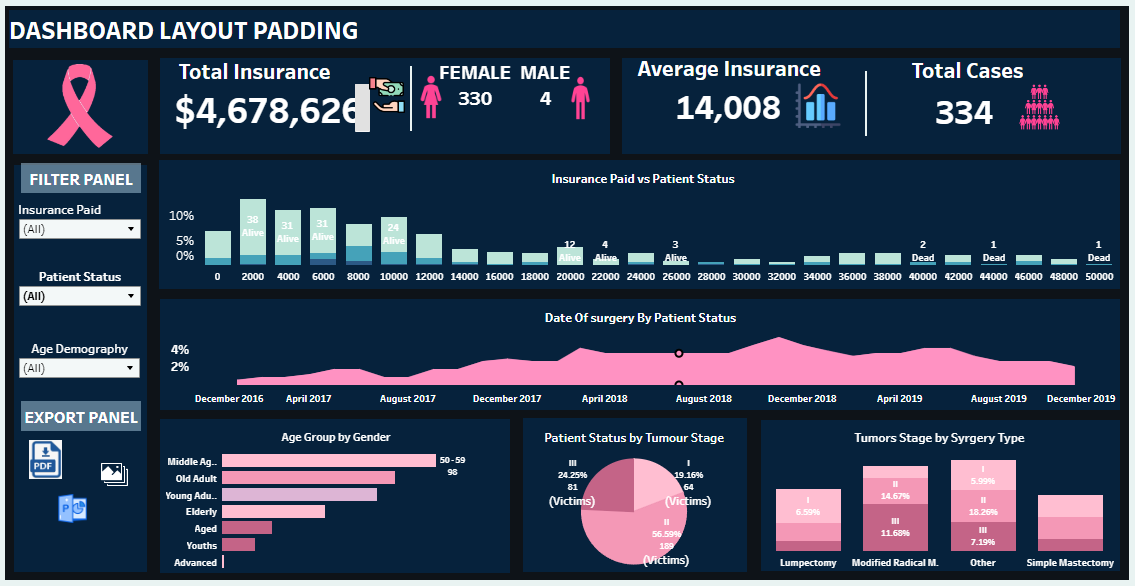 DASHBOARD LAYOUT PADDING
Total Insurance
$4,678,626
FEMALE MALE
330 4
Average Insurance
14,008
Total Cases
334
FILTER PANEL
Insurance Paid
(All)
Patient Status
(All)
Age Demography
(All)
EXPORT PANEL
PDF
P
Insurance Paid vs Patient Status
10%
5%
0%
38
Alive
31
Alive
31
Alive
24
Alive
12
Alive
4
Alive
3
Alive
2
Dead
1
Dead
1
Dead
0 2000 4000 6000 8000 10000 12000 14000 16000 18000 20000 22000 24000 26000 28000 30000 32000 34000 36000 38000 40000 42000 44000 46000 48000 50000
Date Of surgery By Patient Status
4%
2%
December 2016 April 2017 August 2017 December 2017 April 2018 August 2018 December 2018 April 2019 August 2019 December 2019
Age Group by Gender
Middle Ag..
50 - 59
98
Old Adult
Young Adu..
Elderly
Aged
Youths
Advanced
Patient Status by Tumour Stage
III
24.25%
81
(Victims)
I
19.16%
64
(Victims)
II
56.59%
189
(Victims)
Tumors Stage by Syrgery Type
I
6.59%
II
14.67%
III
11.68%
I
5.99%
II
18.26%
III
7.19%
Lumpectomy Modified Radical M. Other Simple Mastectomy